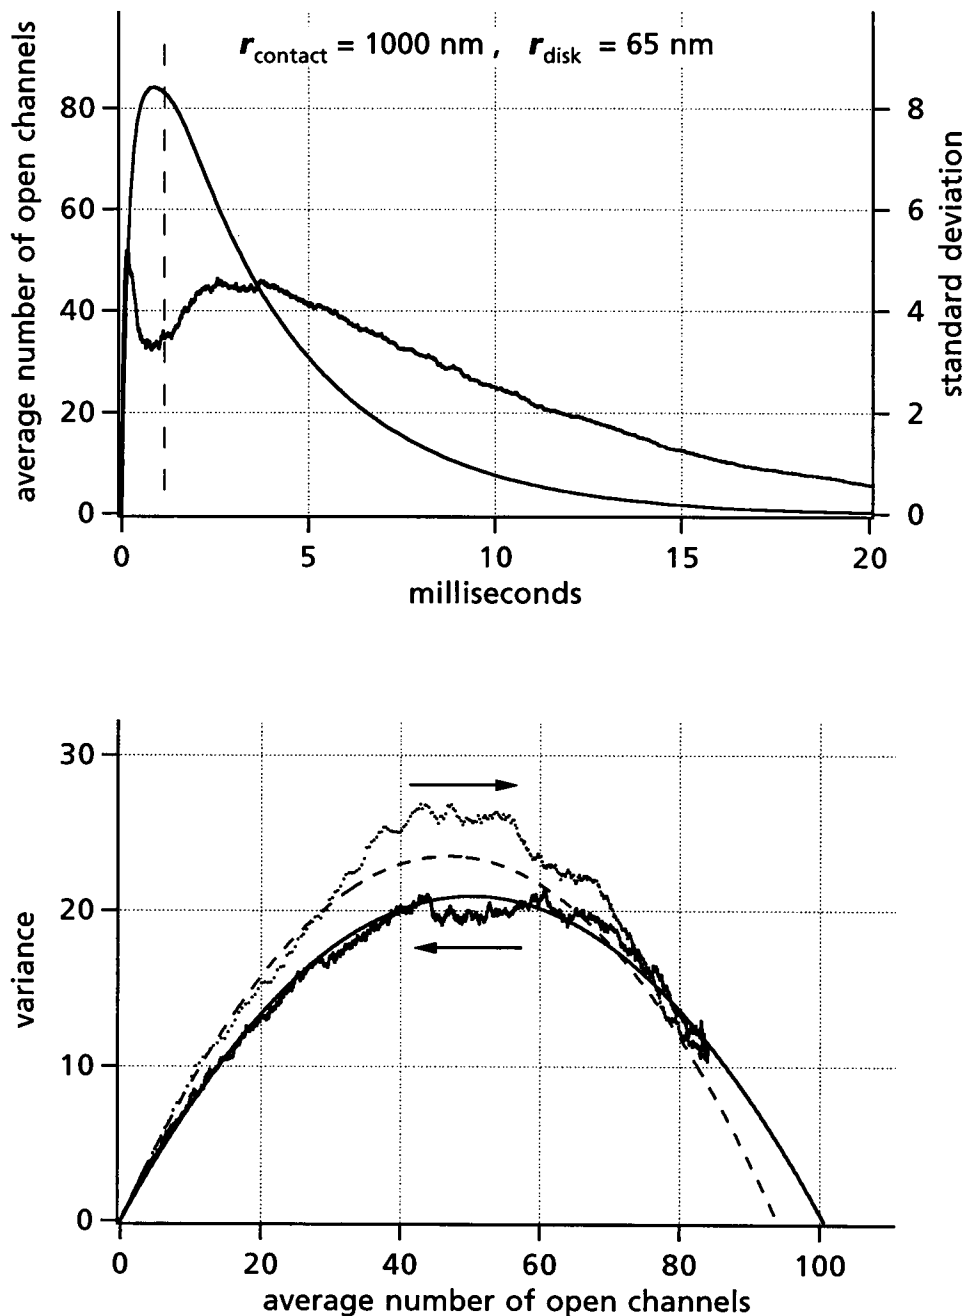 r contact = 1000 nm , r disk = 65 nm
average number of open channels
80
60
40
20
0
8
6
4
2
0
standard deviation
0 5 10 15 20
milliseconds
30
20
10
0
variance
0 20 40 60 80 100
average number of open channels